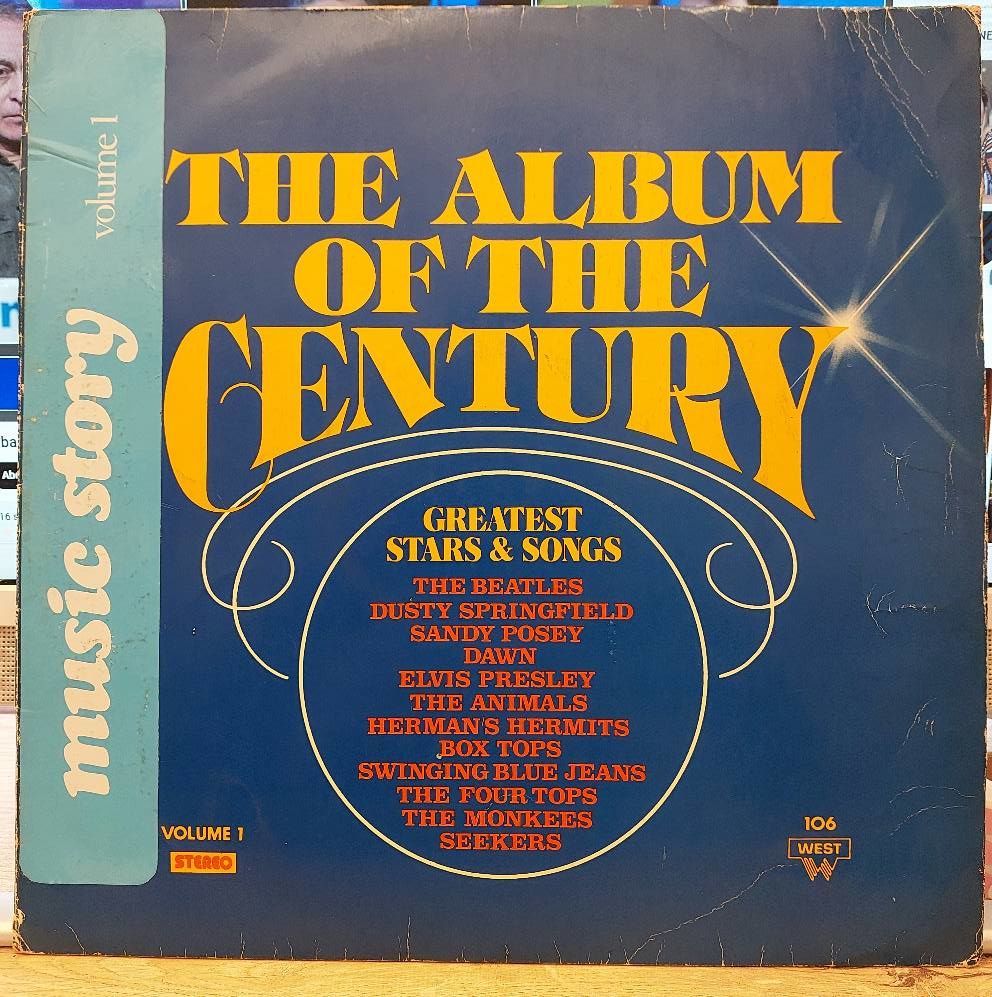 volume 1
music story
THE ALBUM
OF THE
CENTURY
GREATEST
STARS & SONGS
THE BEATLES
DUSTY SPRINGFIELD
SANDY POSEY
DAWN
ELVIS PRESLEY
THE ANIMALS
HERMAN'S HERMITS
BOX TOPS
SWINGING BLUE JEANS
THE FOUR TOPS
THE MONKEES
SEEKERS
VOLUME 1
STEREO
106
WEST